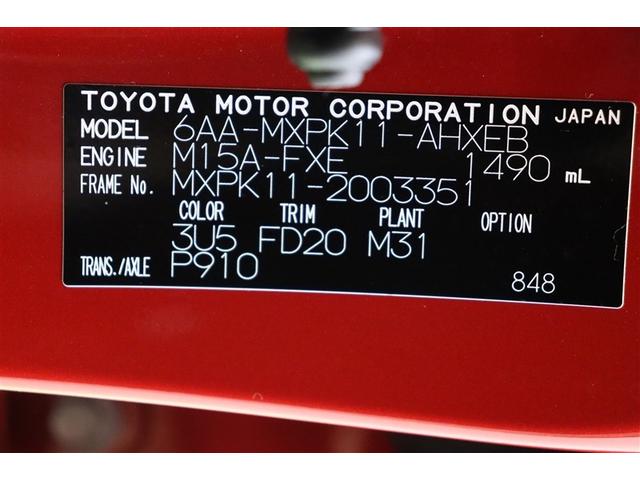 TOYOTA MOTOR CORPORATION JAPAN
MODEL 6AA-MXPK11-AHXEB
ENGINE M15A-FXE 1490 mL
FRAME No. MXPK11-2003351
COLOR TRIM PLANT OPTION
3U5 FD20 M31
TRANS./AXLE P910 848